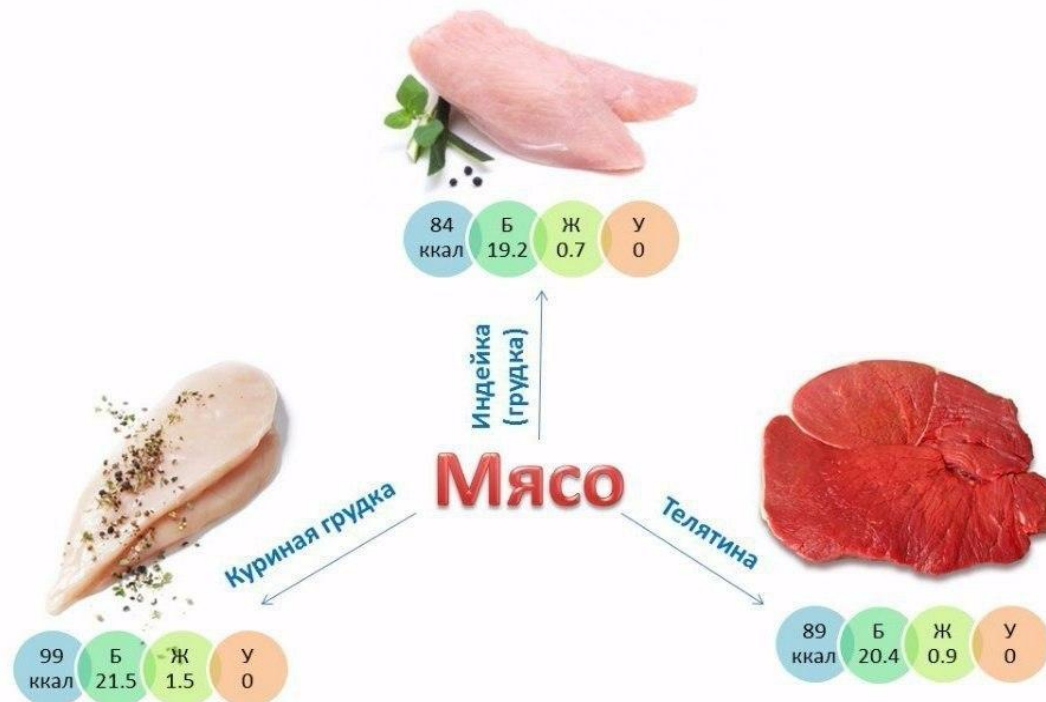 84 ккал
Б 19.2
Ж 0.7
У 0
Индейка
(грудка)
Мясо
Куриная грудка
Телятина
99 ккал
Б 21.5
Ж 1.5
У 0
89 ккал
Б 20.4
Ж 0.9
У 0